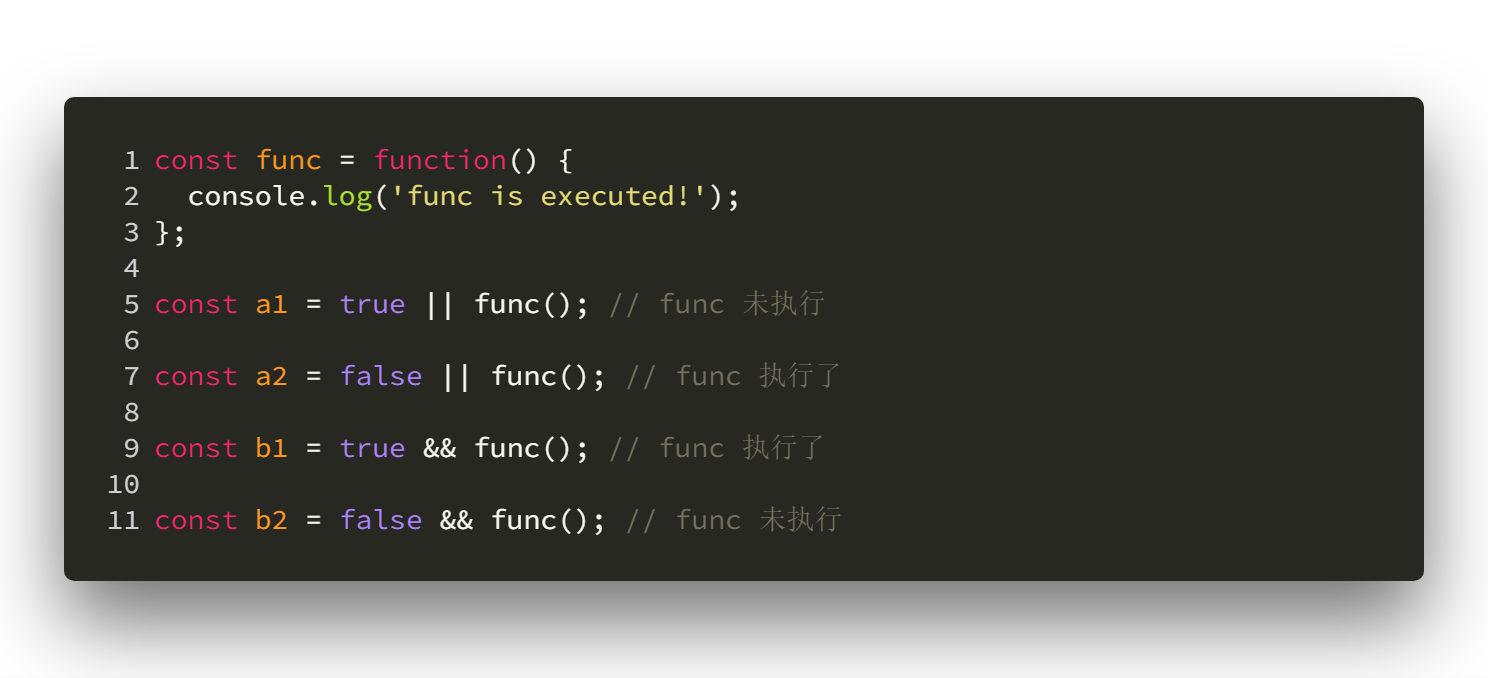 1 const func = function() {
2   console.log('func is executed!');
3 };
4
5 const a1 = true || func(); // func 未执行
6
7 const a2 = false || func(); // func 执行了
8
9 const b1 = true && func(); // func 执行了
10
11 const b2 = false && func(); // func 未执行